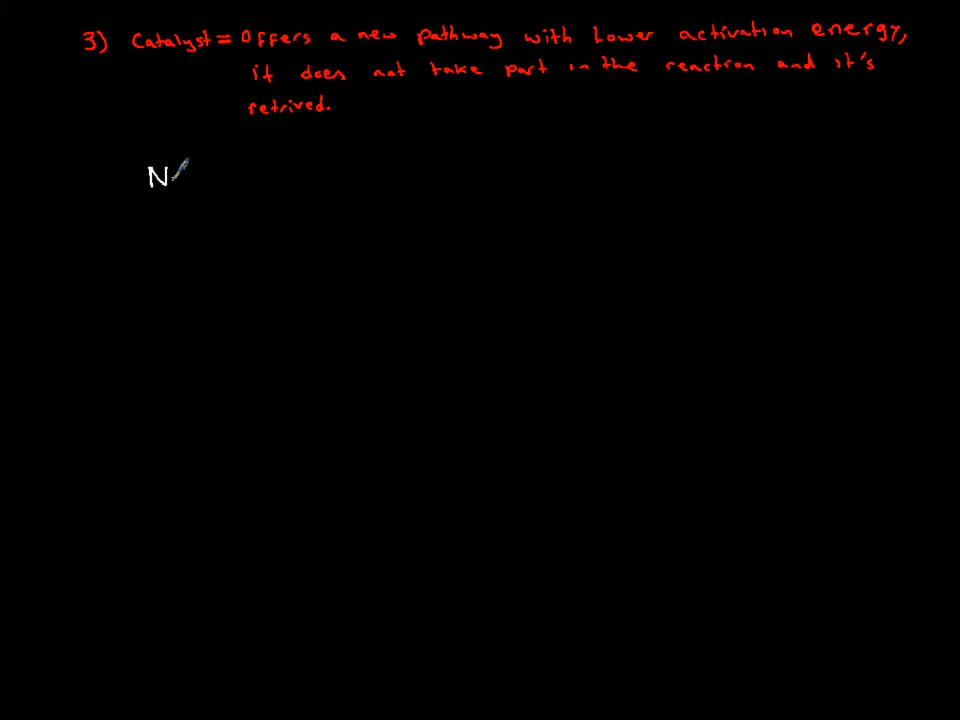 3) Catalyst = Offers a new pathway with Lower activation energy,
it does not take part in the reaction and it's
retrived.
N